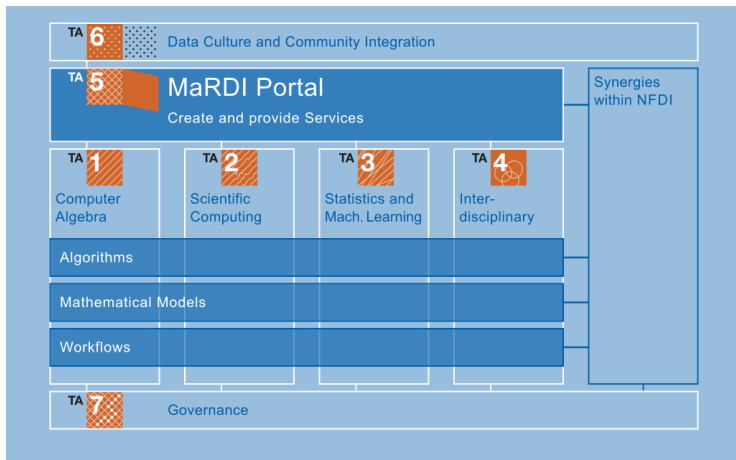 TA 6 Data Culture and Community Integration
TA 5 MaRDI Portal
Create and provide Services
Synergies
within NFDI
TA 1
Computer
Algebra
TA 2
Scientific
Computing
TA 3
Statistics and
Mach. Learning
TA 4
Inter-
disciplinary
Algorithms
Mathematical Models
Workflows
TA 7 Governance